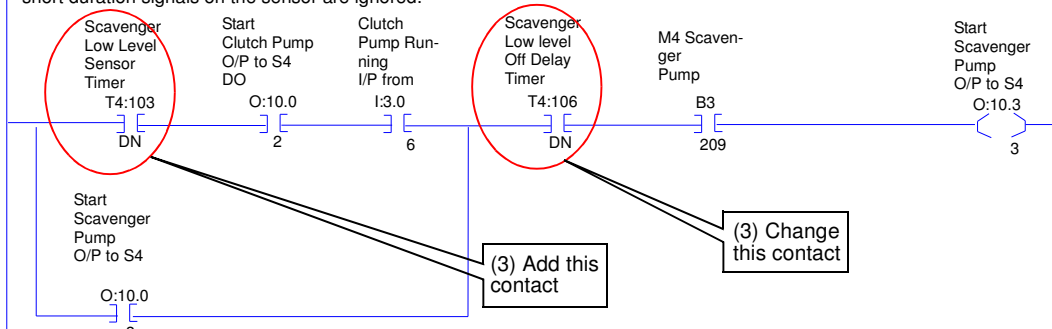 short duration signals on the sensor are ignored.
Scavenger
Low Level
Sensor
Timer
T4:103
DN
Start
Clutch Pump
O/P to S4
DO
O:10.0
2
Clutch
Pump Run-
ning
I/P from
I:3.0
6
Scavenger
Low level
Off Delay
Timer
T4:106
DN
M4 Scaven-
ger
Pump
B3
209
Start
Scavenger
Pump
O/P to S4
O:10.3
3
Start
Scavenger
Pump
O/P to S4
O:10.0
(3) Add this
contact
(3) Change
this contact